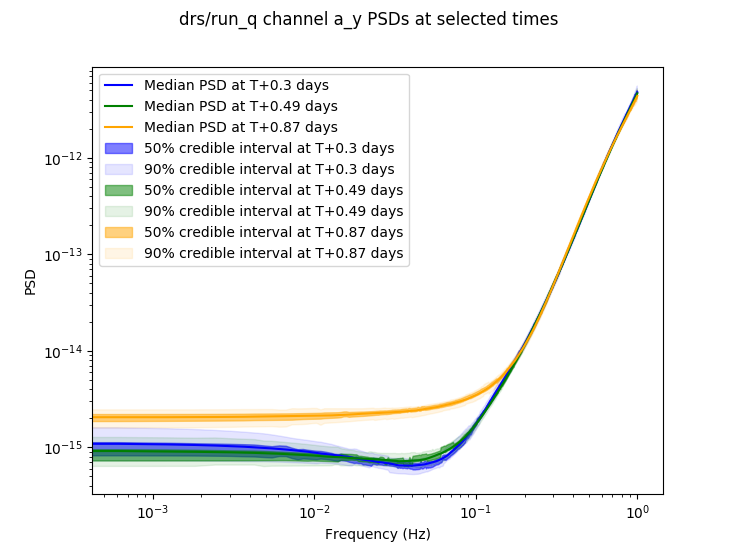 drs/run_q channel a_y PSDs at selected times
Median PSD at T+0.3 days
Median PSD at T+0.49 days
Median PSD at T+0.87 days
50% credible interval at T+0.3 days
90% credible interval at T+0.3 days
50% credible interval at T+0.49 days
90% credible interval at T+0.49 days
50% credible interval at T+0.87 days
90% credible interval at T+0.87 days
PSD
10⁻¹²
10⁻¹³
10⁻¹⁴
10⁻¹⁵
10⁻³ 10⁻² 10⁻¹ 10⁰
Frequency (Hz)